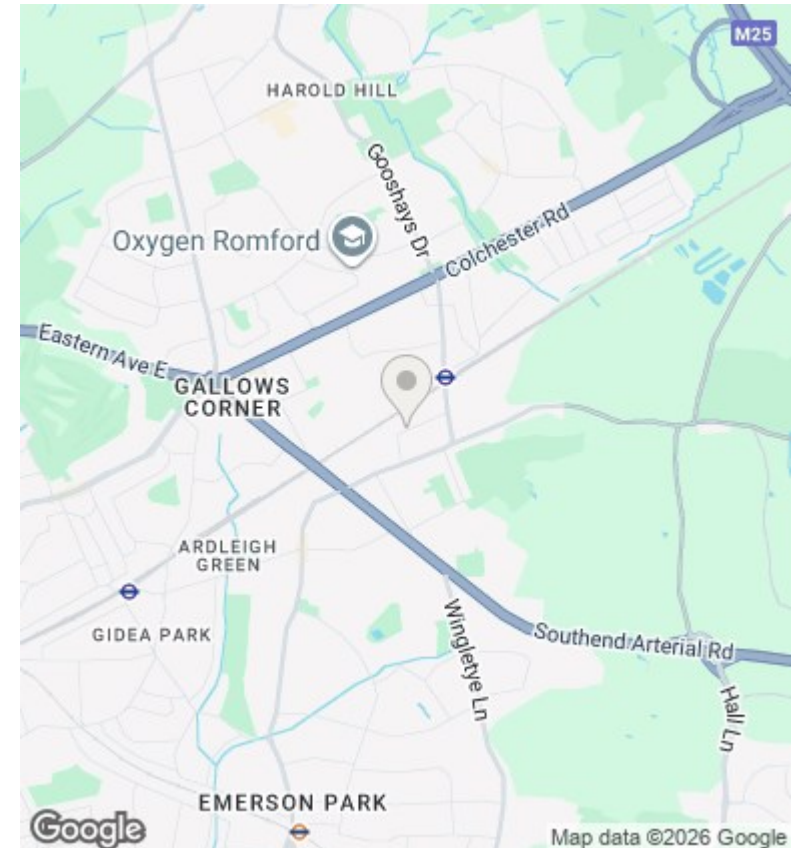 M25
HAROLD HILL
Gooshays Dr
Oxygen Romford
Colchester Rd
Eastern Ave E
GALLOWS
CORNER
ARDLEIGH
GREEN
GIDEA PARK
Wingletye Ln
Southend Arterial Rd
Hall Ln
EMERSON PARK
Google
Map data ©2026 Google